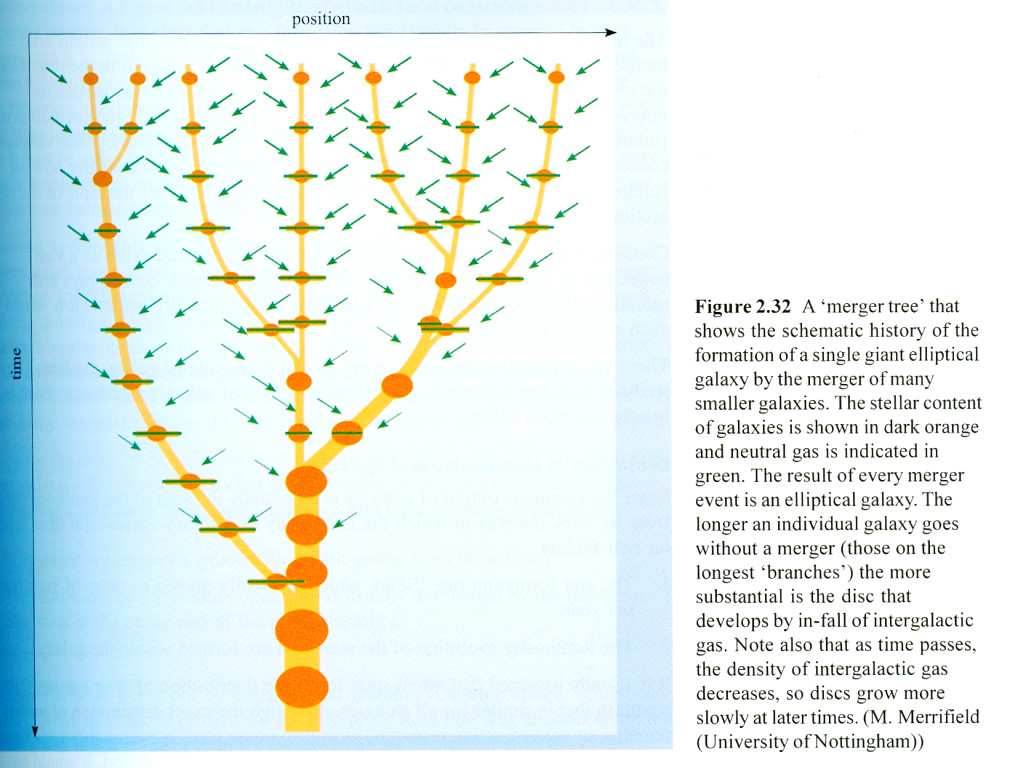 position
time
Figure 2.32 A ‘merger tree’ that
shows the schematic history of the
formation of a single giant elliptical
galaxy by the merger of many
smaller galaxies. The stellar content
of galaxies is shown in dark orange
and neutral gas is indicated in
green. The result of every merger
event is an elliptical galaxy. The
longer an individual galaxy goes
without a merger (those on the
longest ‘branches’) the more
substantial is the disc that
develops by in-fall of intergalactic
gas. Note also that as time passes,
the density of intergalactic gas
decreases, so discs grow more
slowly at later times. (M. Merrifield
(University of Nottingham))